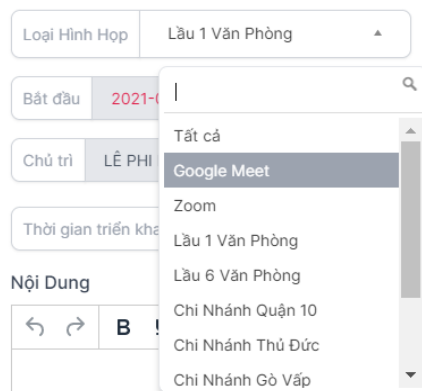 Loại Hình Họp Lầu 1 Văn Phòng
Bắt đầu 2021-0
Tất cả
Chủ trì LÊ PHI
Google Meet
Zoom
Thời gian triển kha
Lầu 1 Văn Phòng
Lầu 6 Văn Phòng
Nội Dung
Chi Nhánh Quận 10
B
Chi Nhánh Thủ Đức
Chi Nhánh Gò Vấp